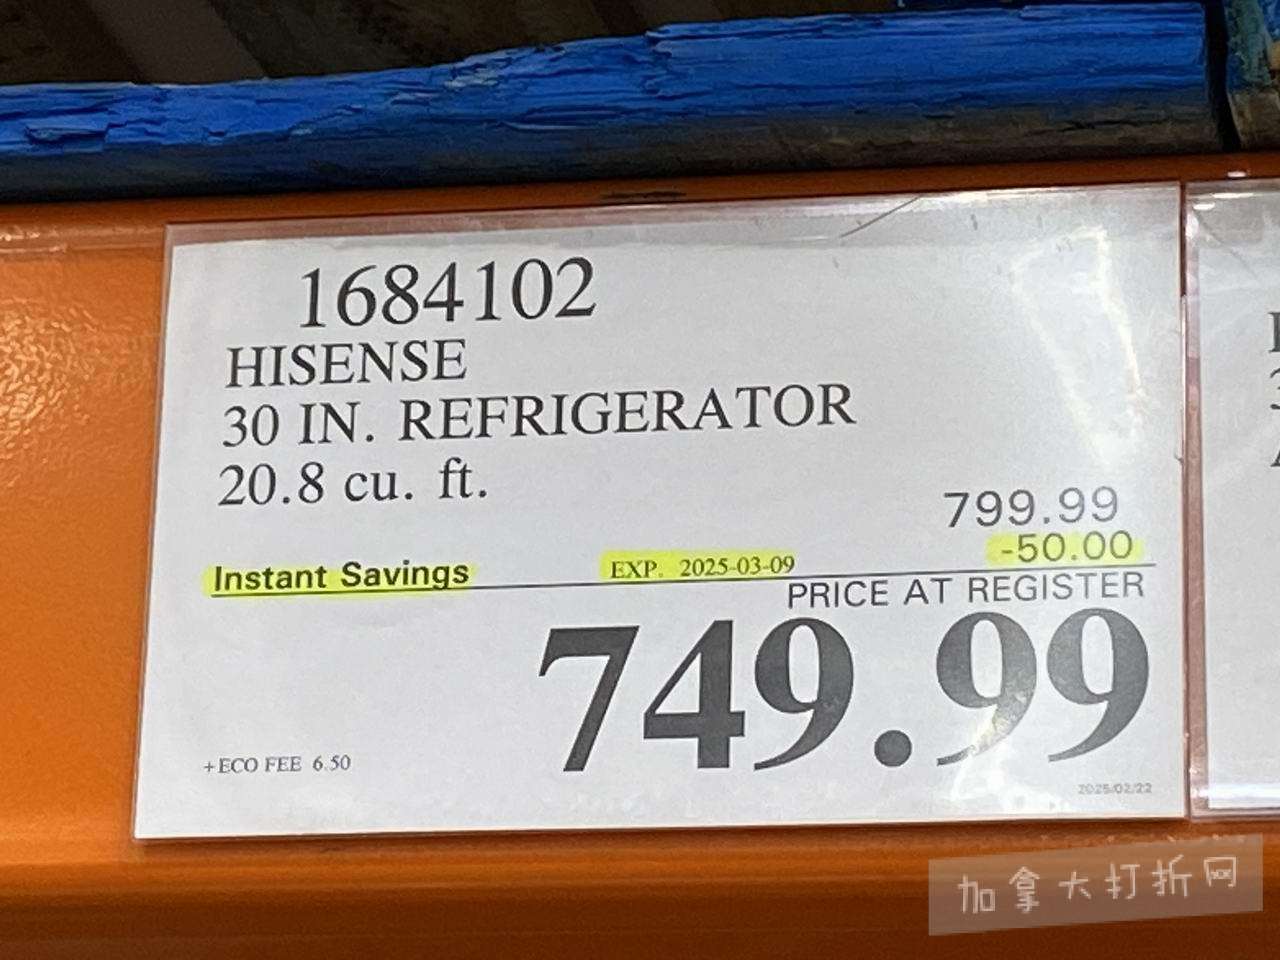 1684102
HISENSE
30 IN. REFRIGERATOR
20.8 cu. ft.
799.99
Instant Savings EXP. 2025-03-09 -50.00
PRICE AT REGISTER
749.99
+ECO FEE 6.50
2025/02/22
加拿大打折网